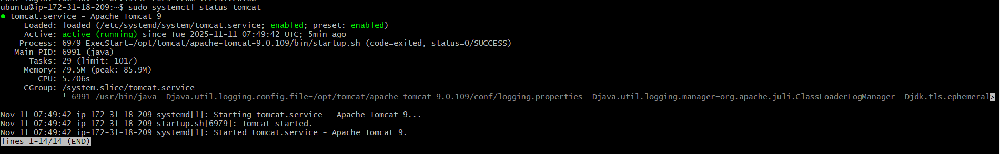 ubuntu@ip-172-31-18-209:~$ sudo systemctl status tomcat
● tomcat.service - Apache Tomcat 9
     Loaded: loaded (/etc/systemd/system/tomcat.service; enabled; preset: enabled)
     Active: active (running) since Tue 2025-11-11 07:49:42 UTC; 5min ago
    Process: 6979 ExecStart=/opt/tomcat/apache-tomcat-9.0.109/bin/startup.sh (code=exited, status=0/SUCCESS)
   Main PID: 6991 (java)
      Tasks: 29 (limit: 1017)
     Memory: 79.5M (peak: 85.9M)
        CPU: 5.706s
     CGroup: /system.slice/tomcat.service
             └─6991 /usr/bin/java -Djava.util.logging.config.file=/opt/tomcat/apache-tomcat-9.0.109/conf/logging.properties -Djava.util.logging.manager=org.apache.juli.ClassLoaderLogManager -Djdk.tls.ephemeral>

Nov 11 07:49:42 ip-172-31-18-209 systemd[1]: Starting tomcat.service - Apache Tomcat 9...
Nov 11 07:49:42 ip-172-31-18-209 startup.sh[6979]: Tomcat started.
Nov 11 07:49:42 ip-172-31-18-209 systemd[1]: Started tomcat.service - Apache Tomcat 9.
lines 1-14/14 (END)